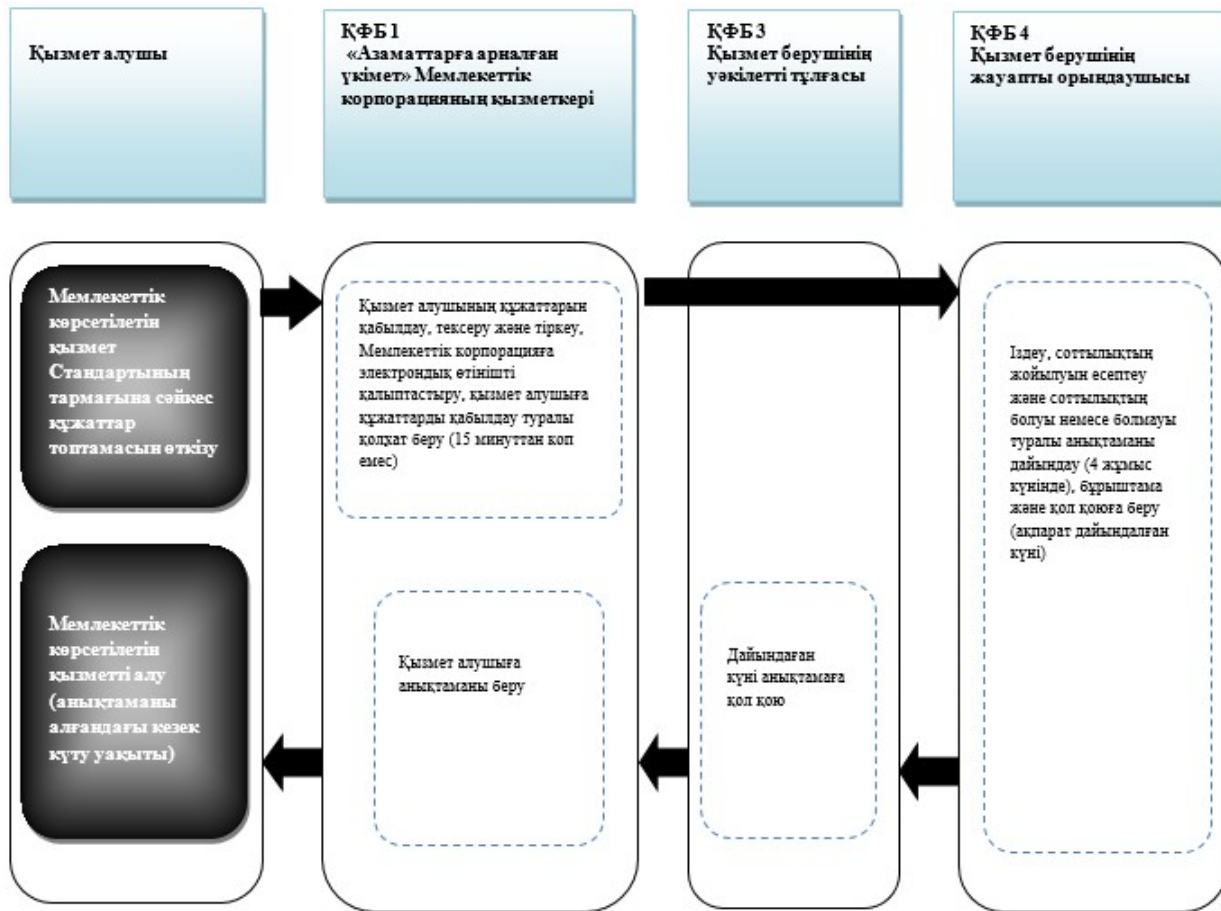 Қызмет алушы
ҚФБ 1
«Азаматтарға арналған
үкімет» Мемлекеттік
корпорацияның қызметкері
ҚФБ 3
Қызмет берушінің
уәкілетті тұлғасы
ҚФБ 4
Қызмет берушінің
жауапты орындаушысы
Мемлекеттік
көрсетілетін
қызмет
Стандартының
тармағына сәйкес
құжаттар
топтамасын өткізу
Қызмет алушының құжаттарын
қабылдау, тексеру және тіркеу,
Мемлекеттік корпорацияға
электрондық өтінішті
қалыптастыру, қызмет алушыға
құжаттарды қабылдау туралы
қолхат беру (15 минуттан коп
емес)
Іздеу, соттылықтың
жойылуын есептеу
және соттылықтың
болуы немесе болмауы
туралы анықтаманы
дайындау (4 жұмыс
күнінде), бұрыштама
және қол қоюға беру
(ақпарат дайындалған
күні)
Мемлекеттік
көрсетілетін
қызметті алу
(анықтаманы
алғандағы кезек
күту уақыты)
Қызмет алушыға
анықтаманы беру
Дайындаған
күні анықтамаға
қол қою